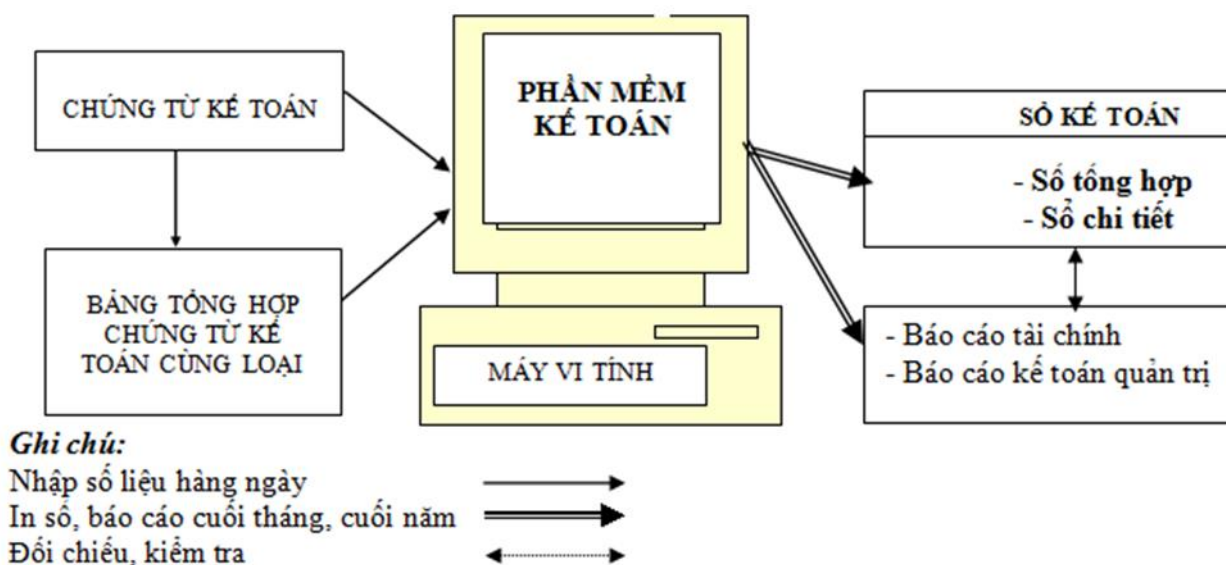 CHỨNG TỪ KẾ TOÁN
BẢNG TỔNG HỢP
CHỨNG TỪ KẾ
TOÁN CÙNG LOẠI
PHẦN MỀM
KẾ TOÁN
MÁY VI TÍNH
SỔ KẾ TOÁN
- Số tổng hợp
- Sổ chi tiết
- Báo cáo tài chính
- Báo cáo kế toán quản trị
Ghi chú:
Nhập số liệu hàng ngày
In sổ, báo cáo cuối tháng, cuối năm
Đối chiếu, kiểm tra